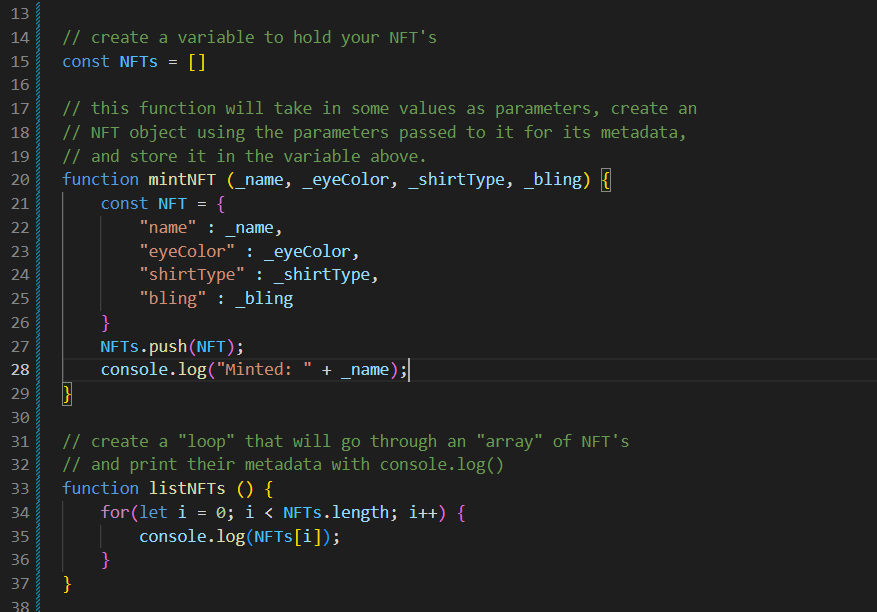 13
14 // create a variable to hold your NFT's
15 const NFTs = []
16
17 // this function will take in some values as parameters, create an
18 // NFT object using the parameters passed to it for its metadata,
19 // and store it in the variable above.
20 function mintNFT (_name, _eyeColor, _shirtType, _bling) {
21     const NFT = {
22         "name" : _name,
23         "eyeColor" : _eyeColor,
24         "shirtType" : _shirtType,
25         "bling" : _bling
26     }
27     NFTs.push(NFT);
28     console.log("Minted: " + _name);
29 }
30
31 // create a "loop" that will go through an "array" of NFT's
32 // and print their metadata with console.log()
33 function listNFTs () {
34     for(let i = 0; i < NFTs.length; i++) {
35         console.log(NFTs[i]);
36     }
37 }
38